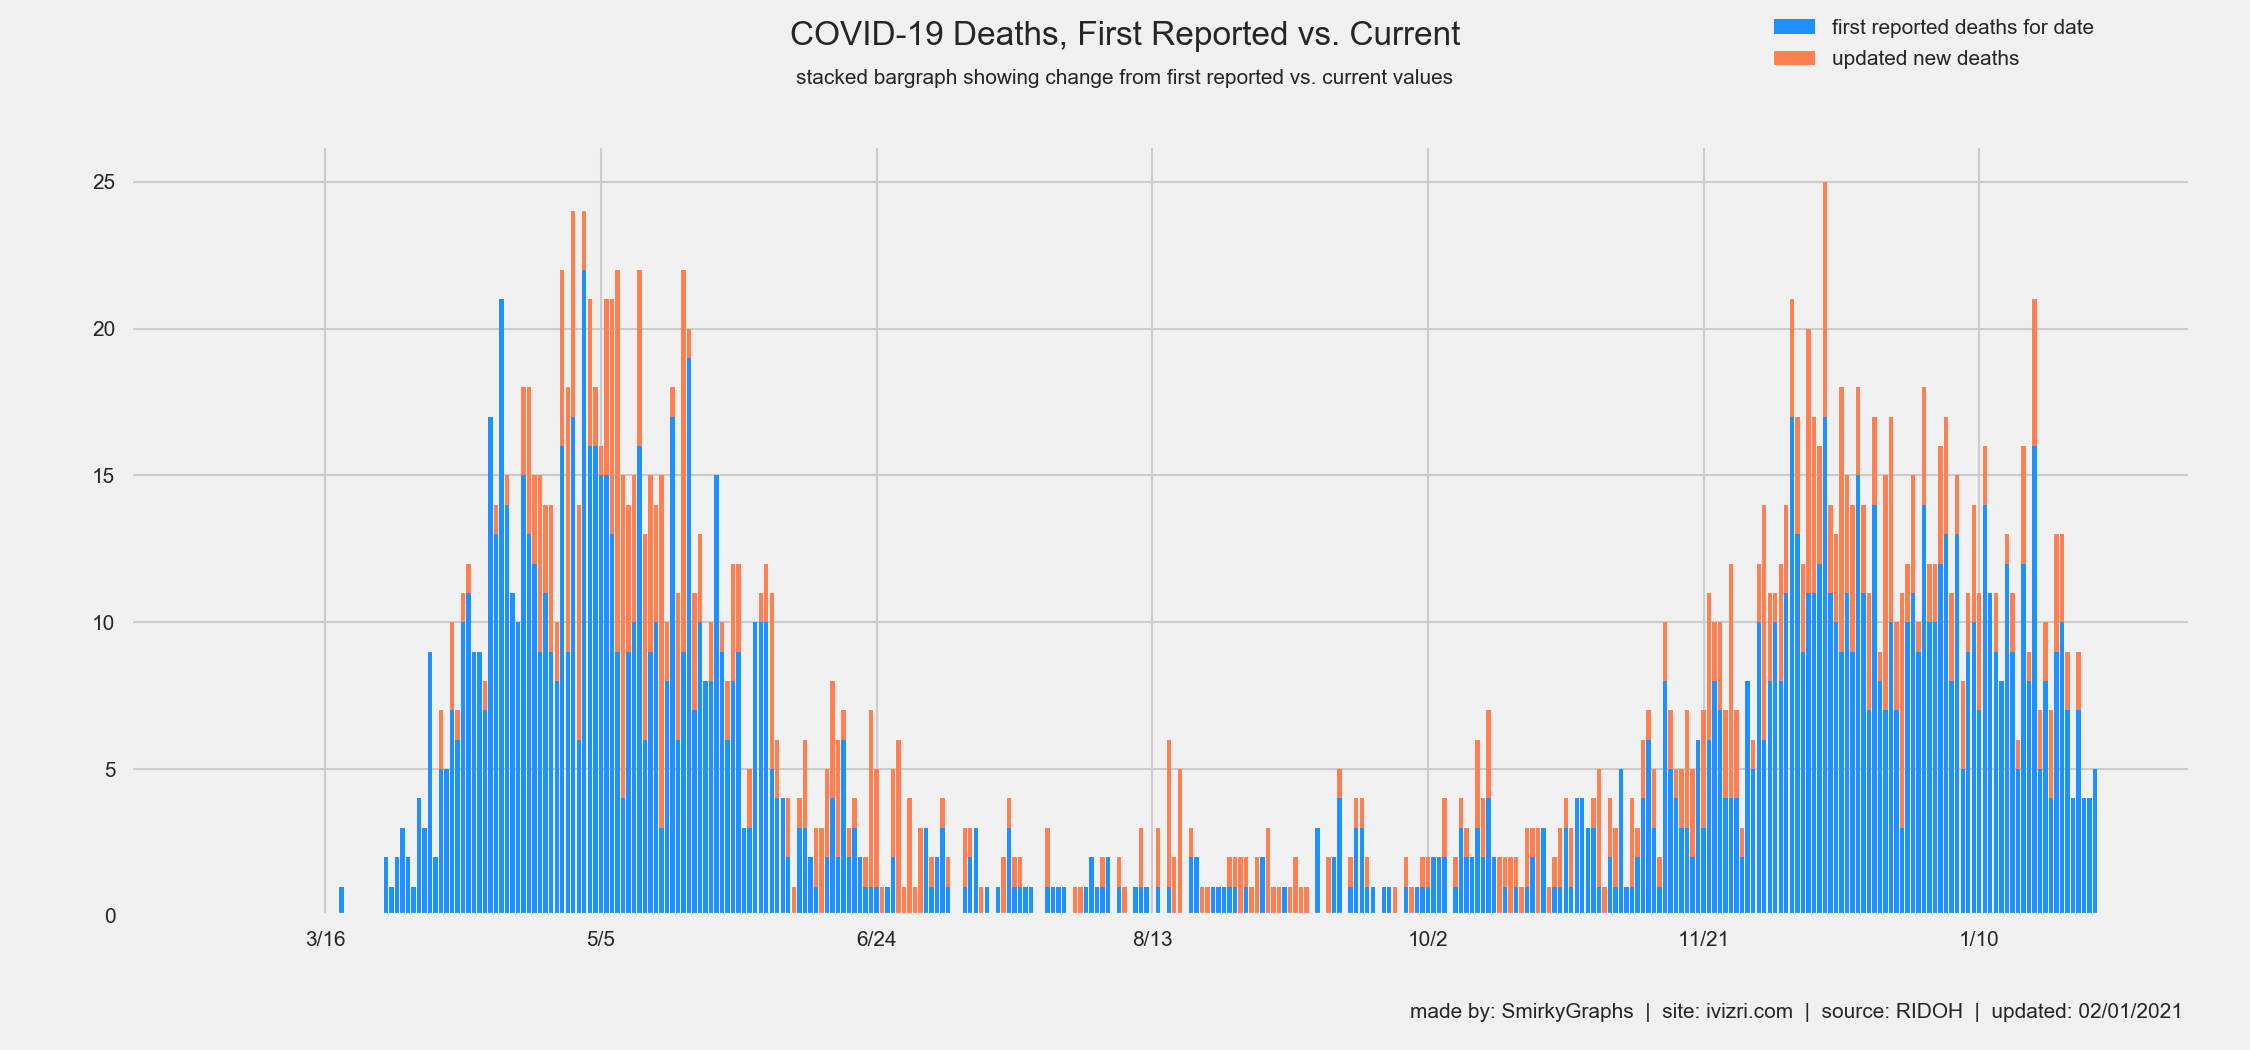 COVID-19 Deaths, First Reported vs. Current
stacked bargraph showing change from first reported vs. current values
first reported deaths for date
updated new deaths
25
20
15
10
5
0
3/16 5/5 6/24 8/13 10/2 11/21 1/10
made by: SmirkyGraphs | site: ivizri.com | source: RIDOH | updated: 02/01/2021